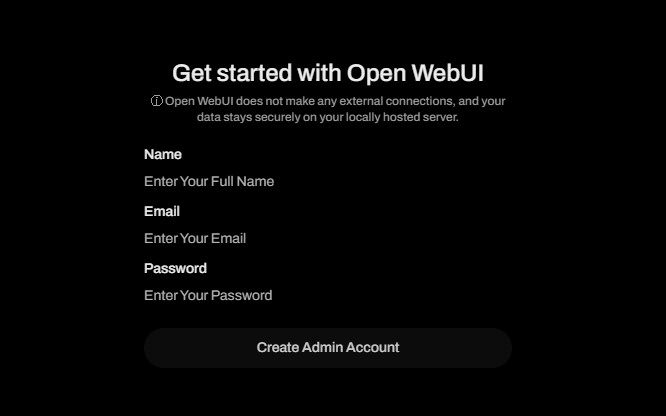 Get started with Open WebUI
ⓘ Open WebUI does not make any external connections, and your
data stays securely on your locally hosted server.
Name
Enter Your Full Name
Email
Enter Your Email
Password
Enter Your Password
Create Admin Account